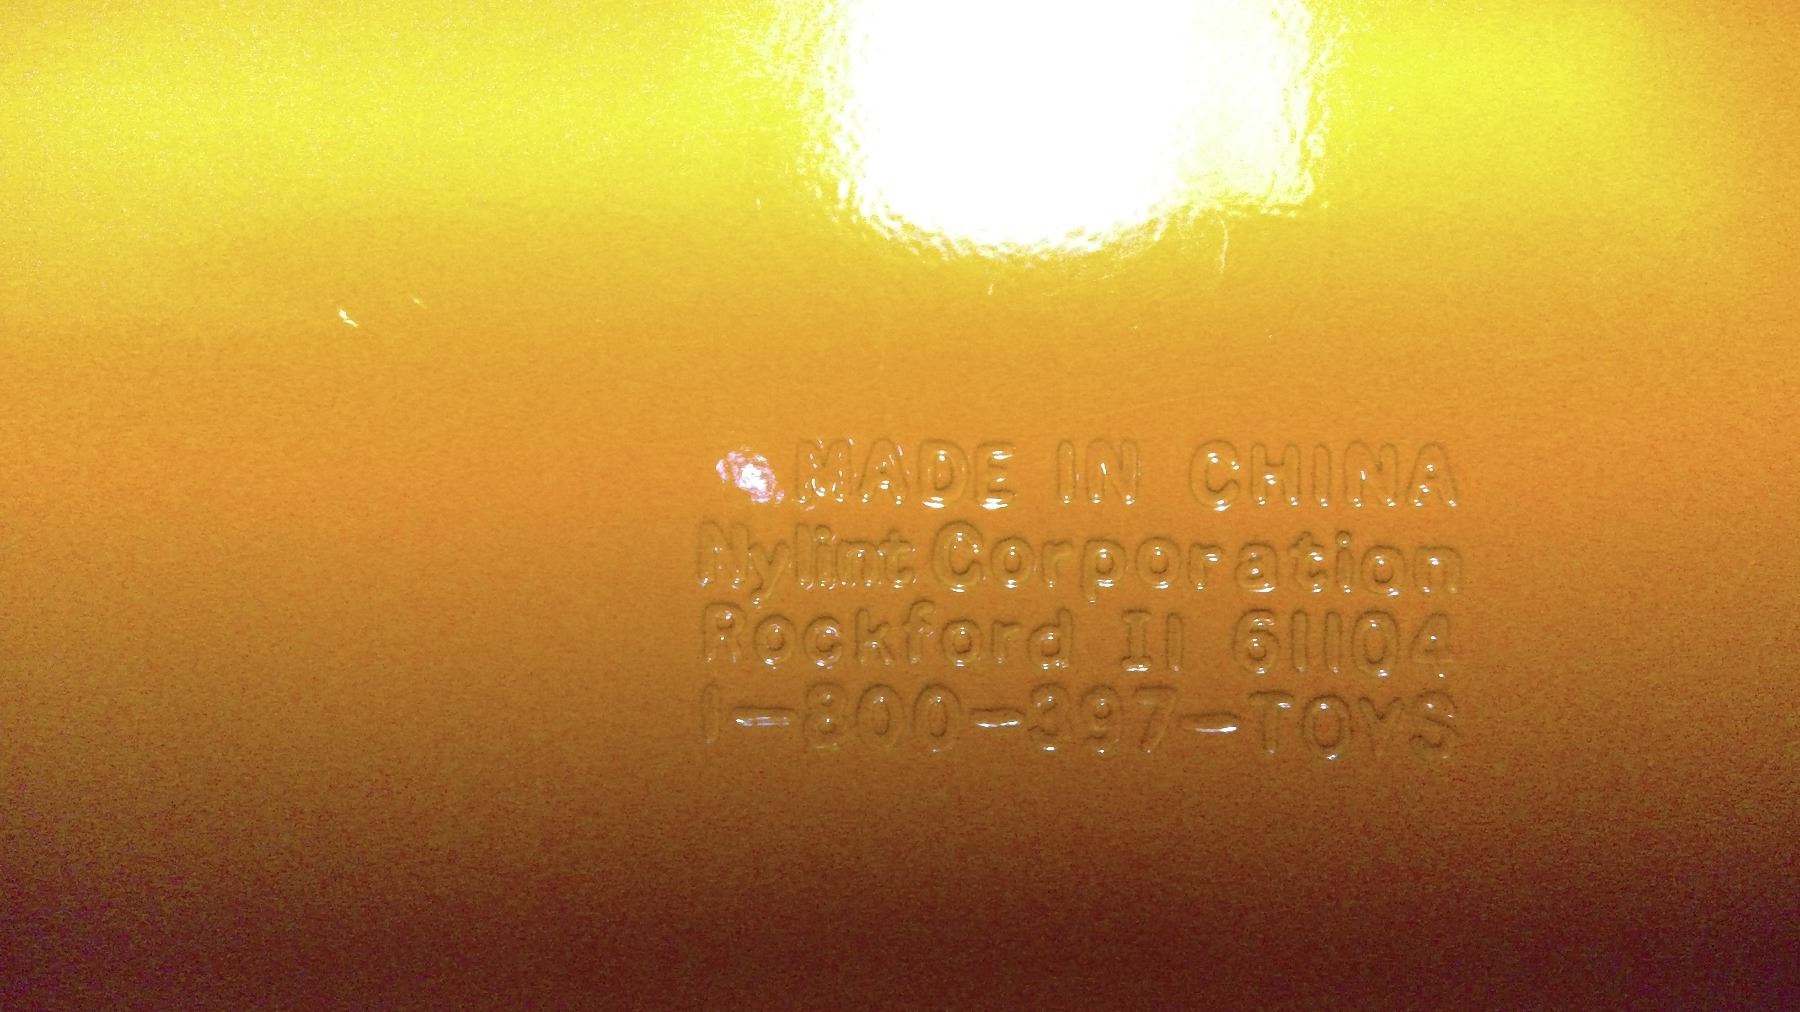 MADE IN CHINA
Nylint Corporation
Rockford Il 61104
1-800-397-TOYS